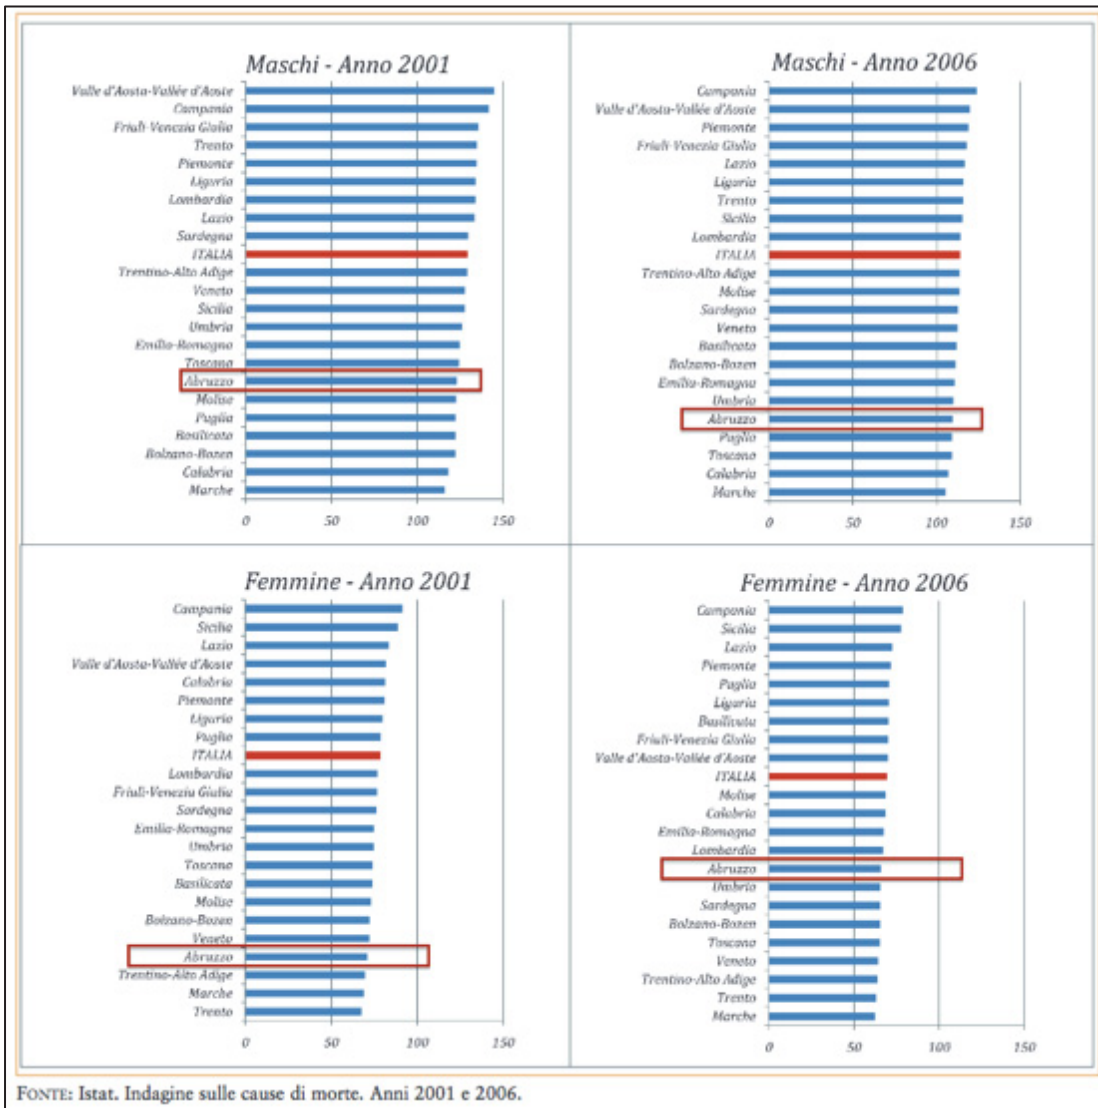 Maschi - Anno 2001
Valle d'Aosta-Vallée d'Aoste
Campania
Friuli-Venezia Giulia
Trento
Piemonte
Liguria
Lombardia
Lazio
Sardegna
ITALIA
Trentino-Alto Adige
Veneto
Sicilia
Umbria
Emilia-Romagna
Toscana
Abruzzo
Molise
Puglia
Basilicata
Bolzano-Bozen
Calabria
Marche
0 50 100 150
Maschi - Anno 2006
Campania
Valle d'Aosta-Vallée d'Aoste
Piemonte
Friuli-Venezia Giulia
Lazio
Liguria
Trento
Sicilia
Lombardia
ITALIA
Trentino-Alto Adige
Molise
Sardegna
Veneto
Basilicata
Bolzano-Bozen
Emilia-Romagna
Umbria
Abruzzo
Puglia
Toscana
Calabria
Marche
0 50 100 150
Femmine - Anno 2001
Campania
Sicilia
Lazio
Valle d'Aosta-Vallée d'Aoste
Calabria
Piemonte
Liguria
Puglia
ITALIA
Lombardia
Friuli-Venezia Giulia
Sardegna
Emilia-Romagna
Umbria
Toscana
Basilicata
Molise
Bolzano-Bozen
Veneto
Abruzzo
Trentino-Alto Adige
Marche
Trento
0 50 100 150
Femmine - Anno 2006
Campania
Sicilia
Lazio
Piemonte
Puglia
Liguria
Basilicata
Friuli-Venezia Giulia
Valle d'Aosta-Vallée d'Aoste
ITALIA
Molise
Calabria
Emilia-Romagna
Lombardia
Abruzzo
Umbria
Sardegna
Bolzano-Bozen
Toscana
Veneto
Trentino-Alto Adige
Trento
Marche
0 50 100 150
FONTE: Istat. Indagine sulle cause di morte. Anni 2001 e 2006.